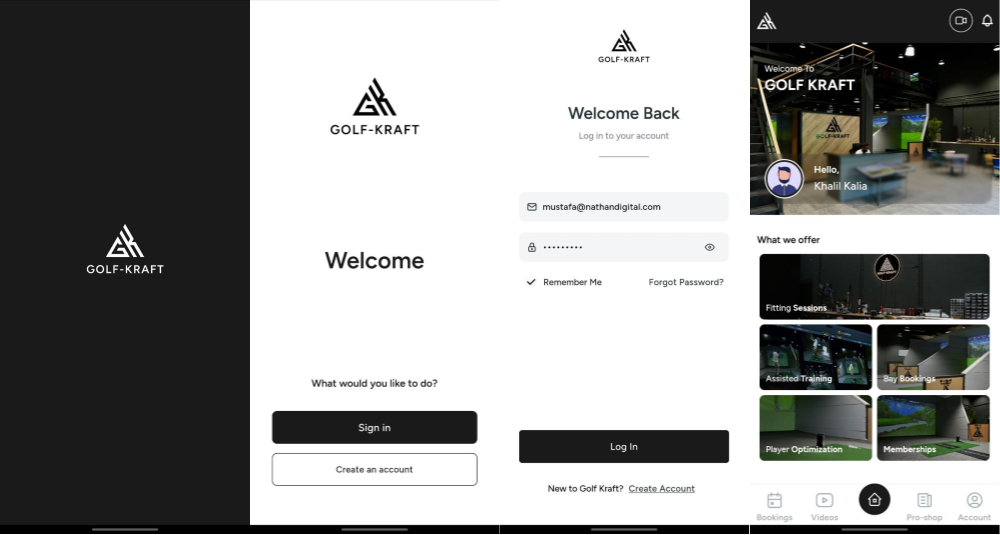 GOLF-KRAFT
GOLF-KRAFT
Welcome
What would you like to do?
Sign in
Create an account
GOLF-KRAFT
Welcome Back
Log in to your account
mustafa@nathandigital.com
•••••••••
Remember Me
Forgot Password?
Log In
New to Golf Kraft? Create Account
Welcome To
GOLF KRAFT
GOLF-KRAFT
Hello,
Khalil Kalia
What we offer
Fitting Sessions
Assisted Training
Bay Bookings
Player Optimization
Memberships
Bookings
Videos
Pro-shop
Account